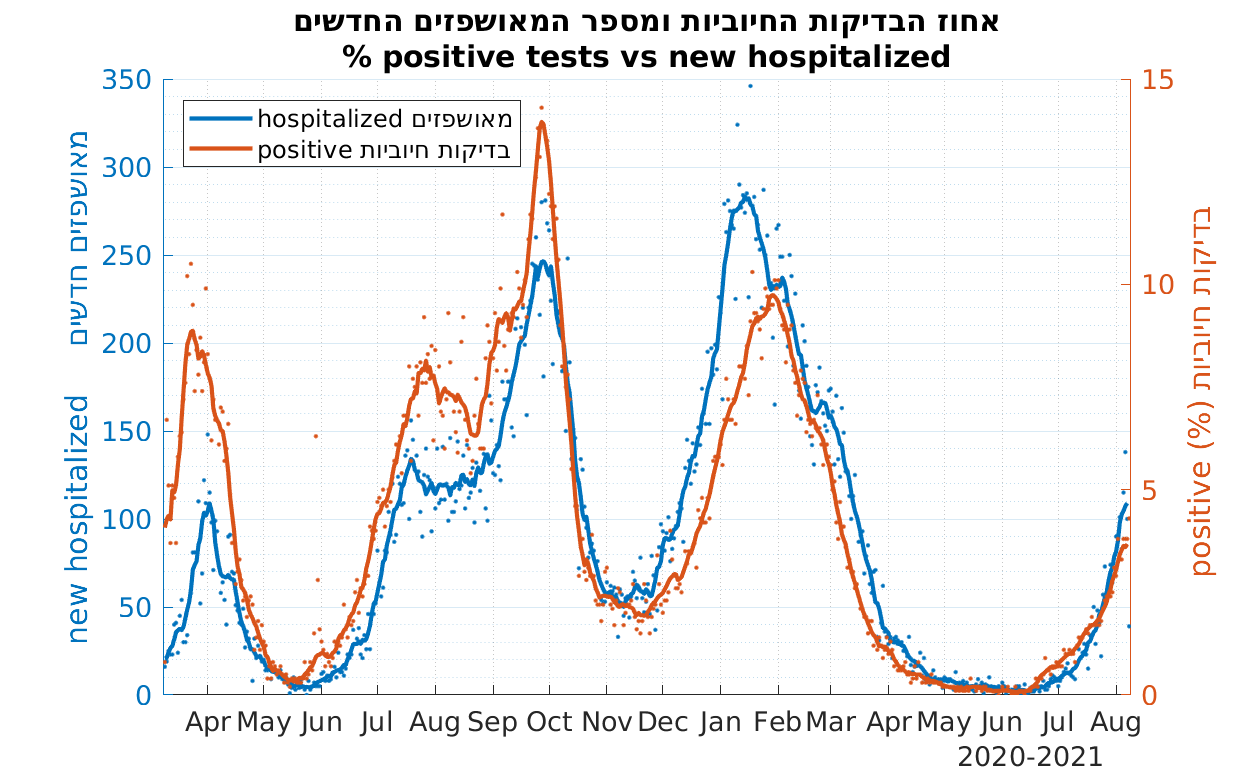 אחוז הבדיקות החיוביות ומספר המאושפזים החדשים
% positive tests vs new hospitalized
350
300
250
200
150
100
50
0
15
10
5
0
new hospitalized מאושפזים חדשים
positive (%) בדיקות חיוביות
hospitalized מאושפזים
positive בדיקות חיוביות
Apr May Jun Jul Aug Sep Oct Nov Dec Jan Feb Mar Apr May Jun Jul Aug
2020-2021